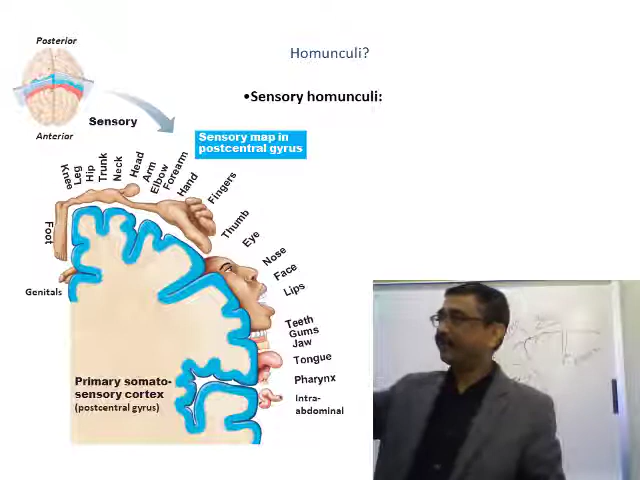 Posterior
Homunculi?
•Sensory homunculi:
Anterior
Sensory
Sensory map in
postcentral gyrus
Knee
Leg
Hip
Trunk
Neck
Head
Arm
Elbow
Forearm
Hand
Fingers
Thumb
Eye
Nose
Face
Lips
Foot
Genitals
Teeth
Gums
Jaw
Tongue
Pharynx
Intra-
abdominal
Primary somato-
sensory cortex
(postcentral gyrus)